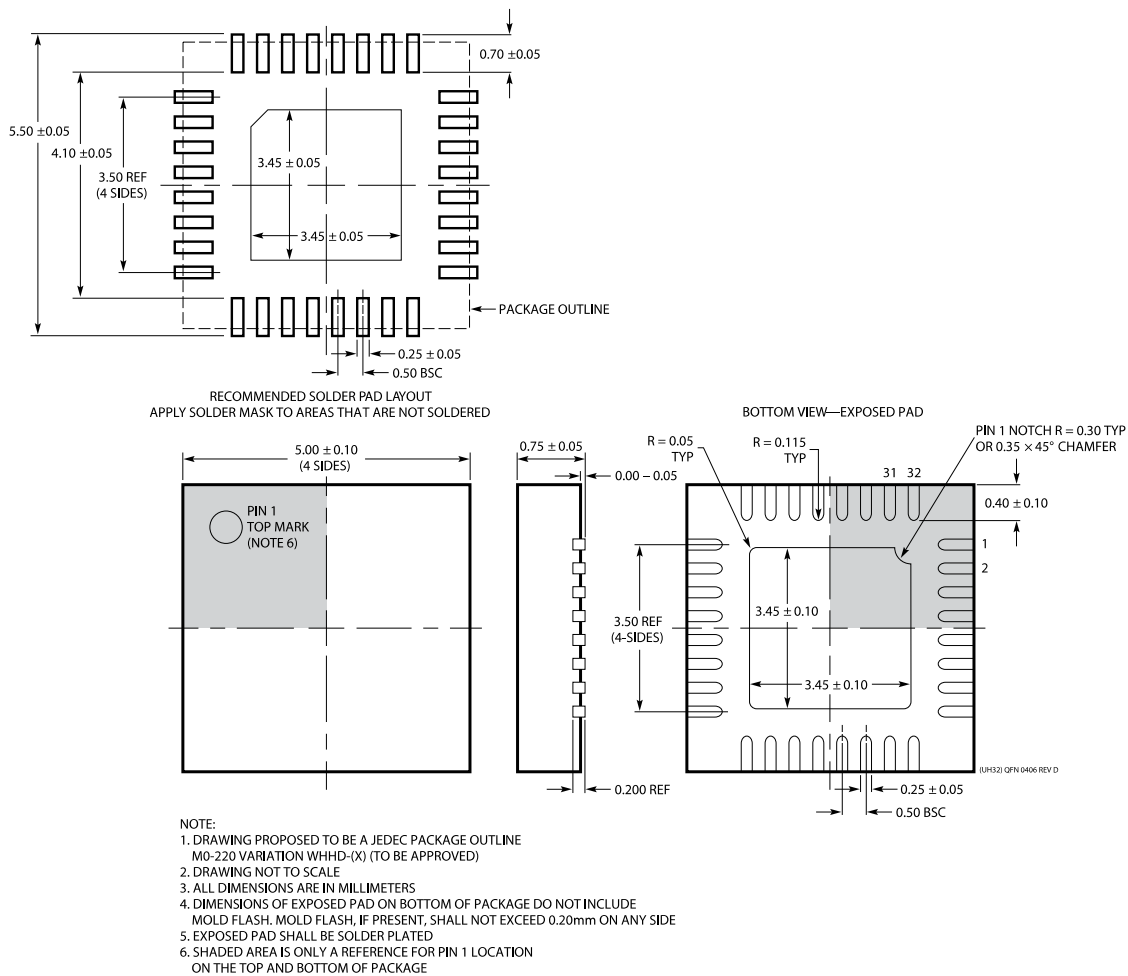 0.70 ±0.05
5.50 ±0.05
4.10 ±0.05
3.50 REF
(4 SIDES)
3.45 ± 0.05
3.45 ± 0.05
PACKAGE OUTLINE
0.25 ± 0.05
0.50 BSC
RECOMMENDED SOLDER PAD LAYOUT
APPLY SOLDER MASK TO AREAS THAT ARE NOT SOLDERED
5.00 ± 0.10
(4 SIDES)
PIN 1
TOP MARK
(NOTE 6)
0.75 ± 0.05
0.00 – 0.05
0.200 REF
BOTTOM VIEW—EXPOSED PAD
R = 0.05
TYP
R = 0.115
TYP
PIN 1 NOTCH R = 0.30 TYP
OR 0.35 × 45° CHAMFER
31 32
0.40 ± 0.10
1
2
3.50 REF
(4-SIDES)
3.45 ± 0.10
3.45 ± 0.10
(UH32) QFN 0406 REV D
0.25 ± 0.05
0.50 BSC
NOTE:
1. DRAWING PROPOSED TO BE A JEDEC PACKAGE OUTLINE
M0-220 VARIATION WHHD-(X) (TO BE APPROVED)
2. DRAWING NOT TO SCALE
3. ALL DIMENSIONS ARE IN MILLIMETERS
4. DIMENSIONS OF EXPOSED PAD ON BOTTOM OF PACKAGE DO NOT INCLUDE
MOLD FLASH. MOLD FLASH, IF PRESENT, SHALL NOT EXCEED 0.20mm ON ANY SIDE
5. EXPOSED PAD SHALL BE SOLDER PLATED
6. SHADED AREA IS ONLY A REFERENCE FOR PIN 1 LOCATION
ON THE TOP AND BOTTOM OF PACKAGE